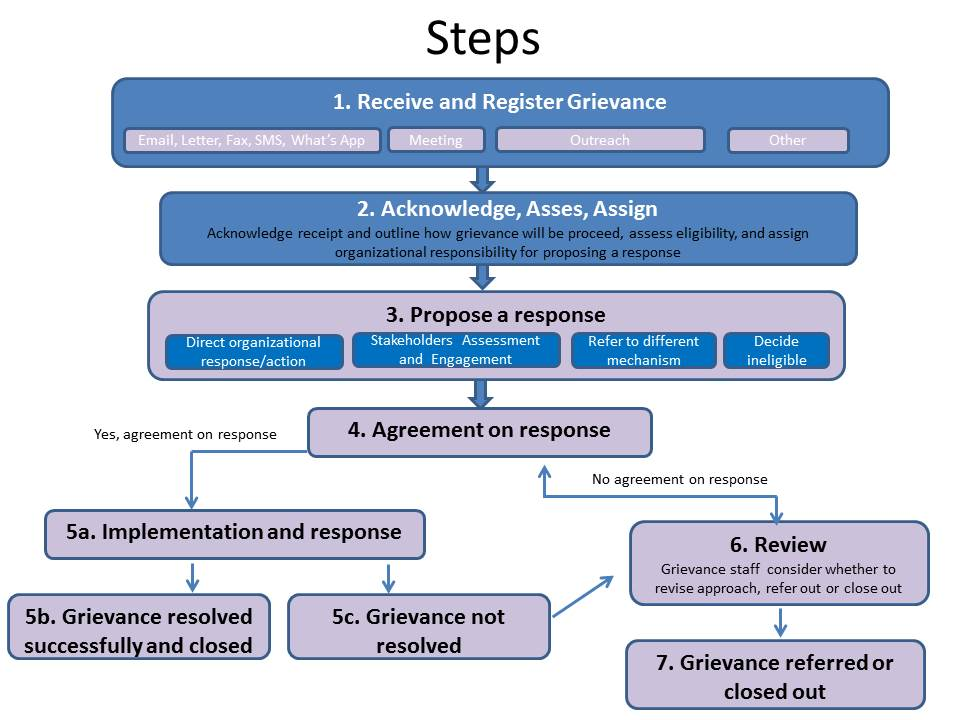 Steps
1. Receive and Register Grievance
Email, Letter, Fax, SMS, What's App
Meeting
Outreach
Other
2. Acknowledge, Asses, Assign
Acknowledge receipt and outline how grievance will be proceed, assess eligibility, and assign
organizational responsibility for proposing a response
3. Propose a response
Direct organizational
response/action
Stakeholders Assessment
and Engagement
Refer to different
mechanism
Decide
ineligible
4. Agreement on response
Yes, agreement on response
No agreement on response
5a. Implementation and response
6. Review
Grievance staff consider whether to
revise approach, refer out or close out
5b. Grievance resolved
successfully and closed
5c. Grievance not
resolved
7. Grievance referred or
closed out